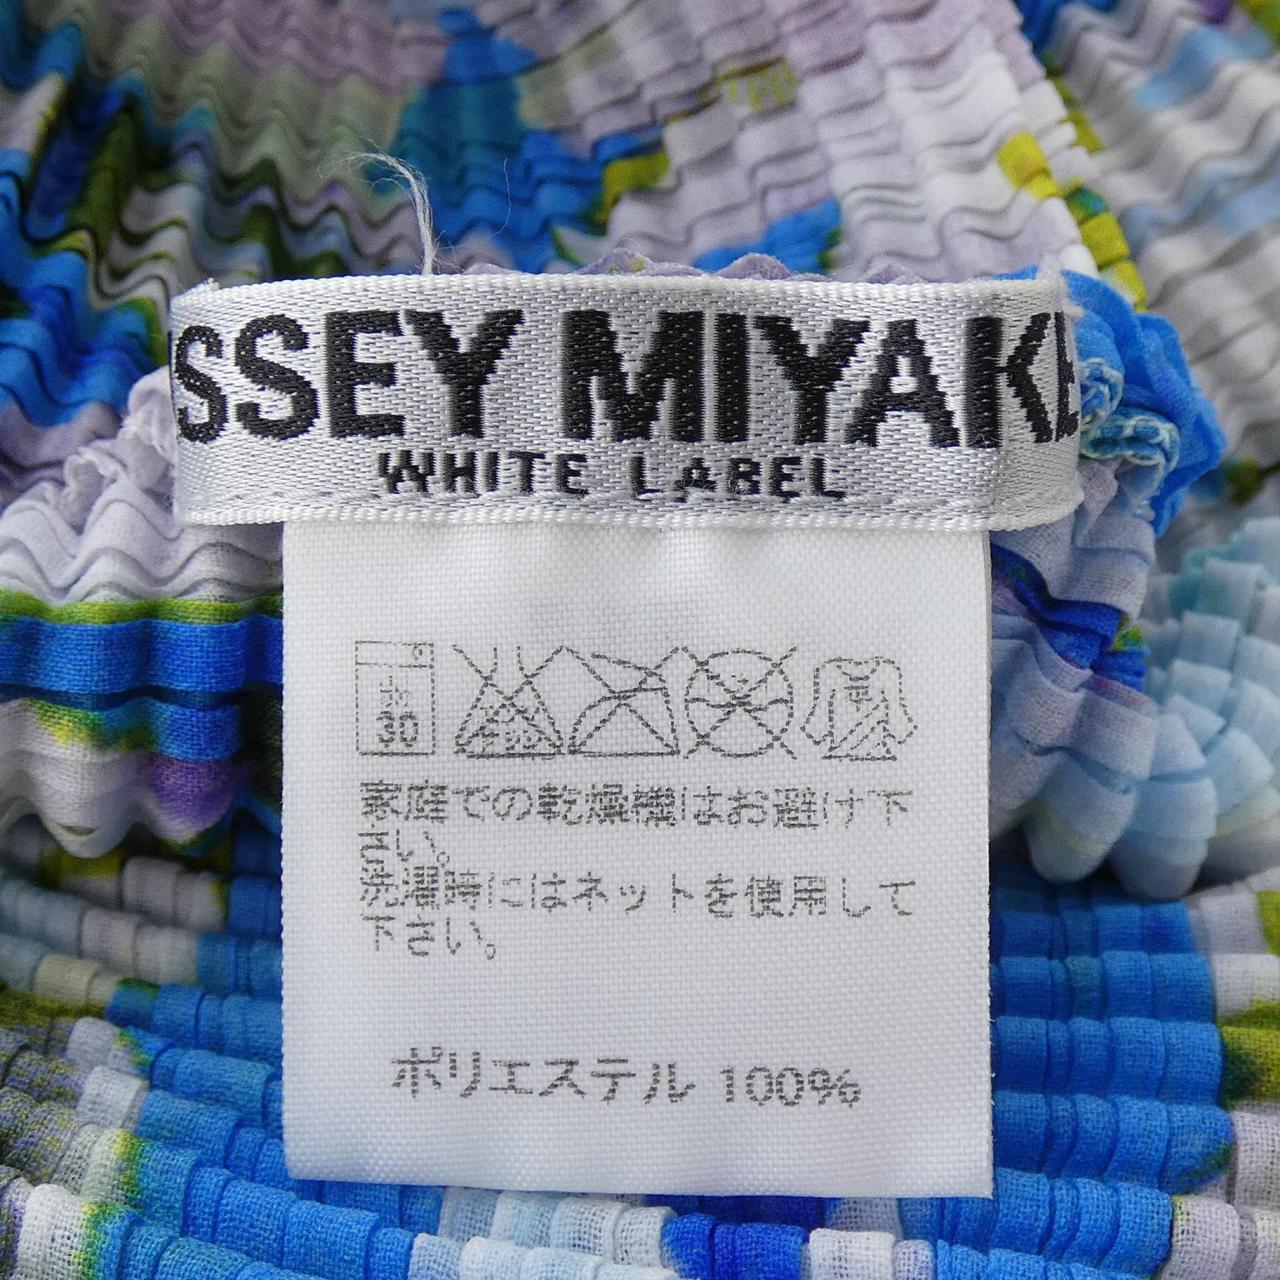 ISSEY MIYAKE
WHITE LABEL
30
家庭での乾燥機はお避け下
さい。
洗濯時にはネットを使用して
下さい。
ポリエステル 100%